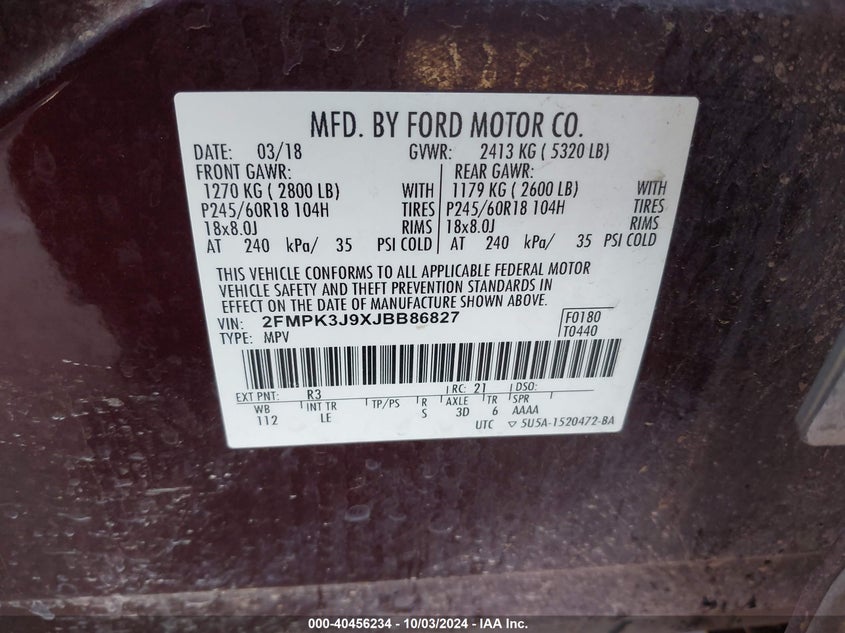 MFD. BY FORD MOTOR CO.
DATE: 03/18 GVWR: 2413 KG ( 5320 LB)
FRONT GAWR: REAR GAWR:
1270 KG ( 2800 LB) WITH 1179 KG ( 2600 LB) WITH
P245/60R18 104H TIRES P245/60R18 104H TIRES
18x8.0J RIMS 18x8.0J RIMS
AT 240 kPa/ 35 PSI COLD AT 240 kPa/ 35 PSI COLD
THIS VEHICLE CONFORMS TO ALL APPLICABLE FEDERAL MOTOR
VEHICLE SAFETY AND THEFT PREVENTION STANDARDS IN
EFFECT ON THE DATE OF MANUFACTURE SHOWN ABOVE.
VIN: 2FMPK3J9XJBB86827 F0180
TYPE: MPV T0440
EXT PNT: R3 RC: 21 DSO:
WB INT TR TP/PS R AXLE TR SPR
112 LE S 3D 6 AAAA
UTC ▽ 5U5A-1520472-BA
000-40456234 - 10/03/2024 - IAA Inc.